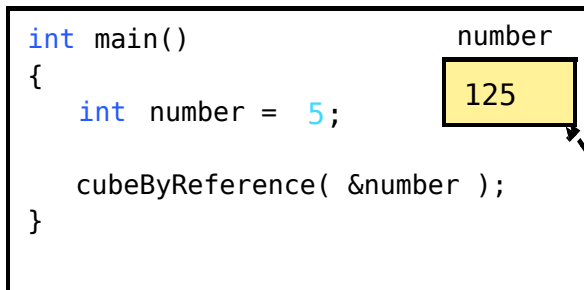 int main()
number
{
125
int number = 5;
cubeByReference( &number );
}